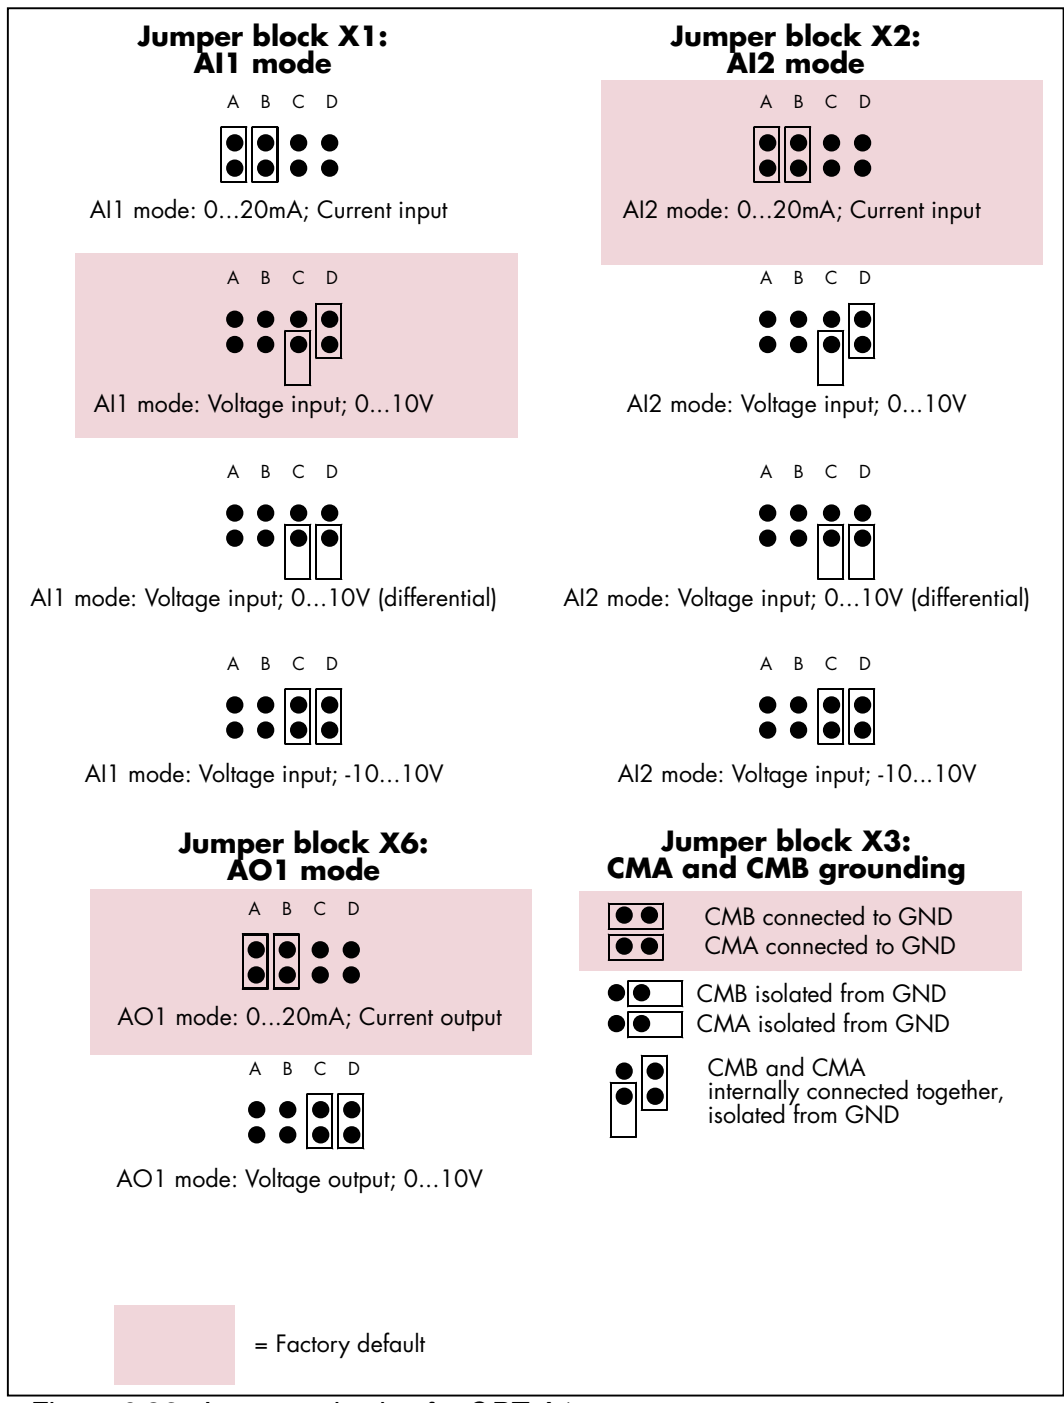 Jumper block X1:
AI1 mode
A B C D
AI1 mode: 0...20mA; Current input
A B C D
AI1 mode: Voltage input; 0...10V
A B C D
AI1 mode: Voltage input; 0...10V (differential)
A B C D
AI1 mode: Voltage input; -10...10V
Jumper block X2:
AI2 mode
A B C D
AI2 mode: 0...20mA; Current input
A B C D
AI2 mode: Voltage input; 0...10V
A B C D
AI2 mode: Voltage input; 0...10V (differential)
A B C D
AI2 mode: Voltage input; -10...10V
Jumper block X6:
AO1 mode
A B C D
AO1 mode: 0...20mA; Current output
A B C D
AO1 mode: Voltage output; 0...10V
Jumper block X3:
CMA and CMB grounding
CMB connected to GND
CMA connected to GND
CMB isolated from GND
CMA isolated from GND
CMB and CMA
internally connected together,
isolated from GND
= Factory default